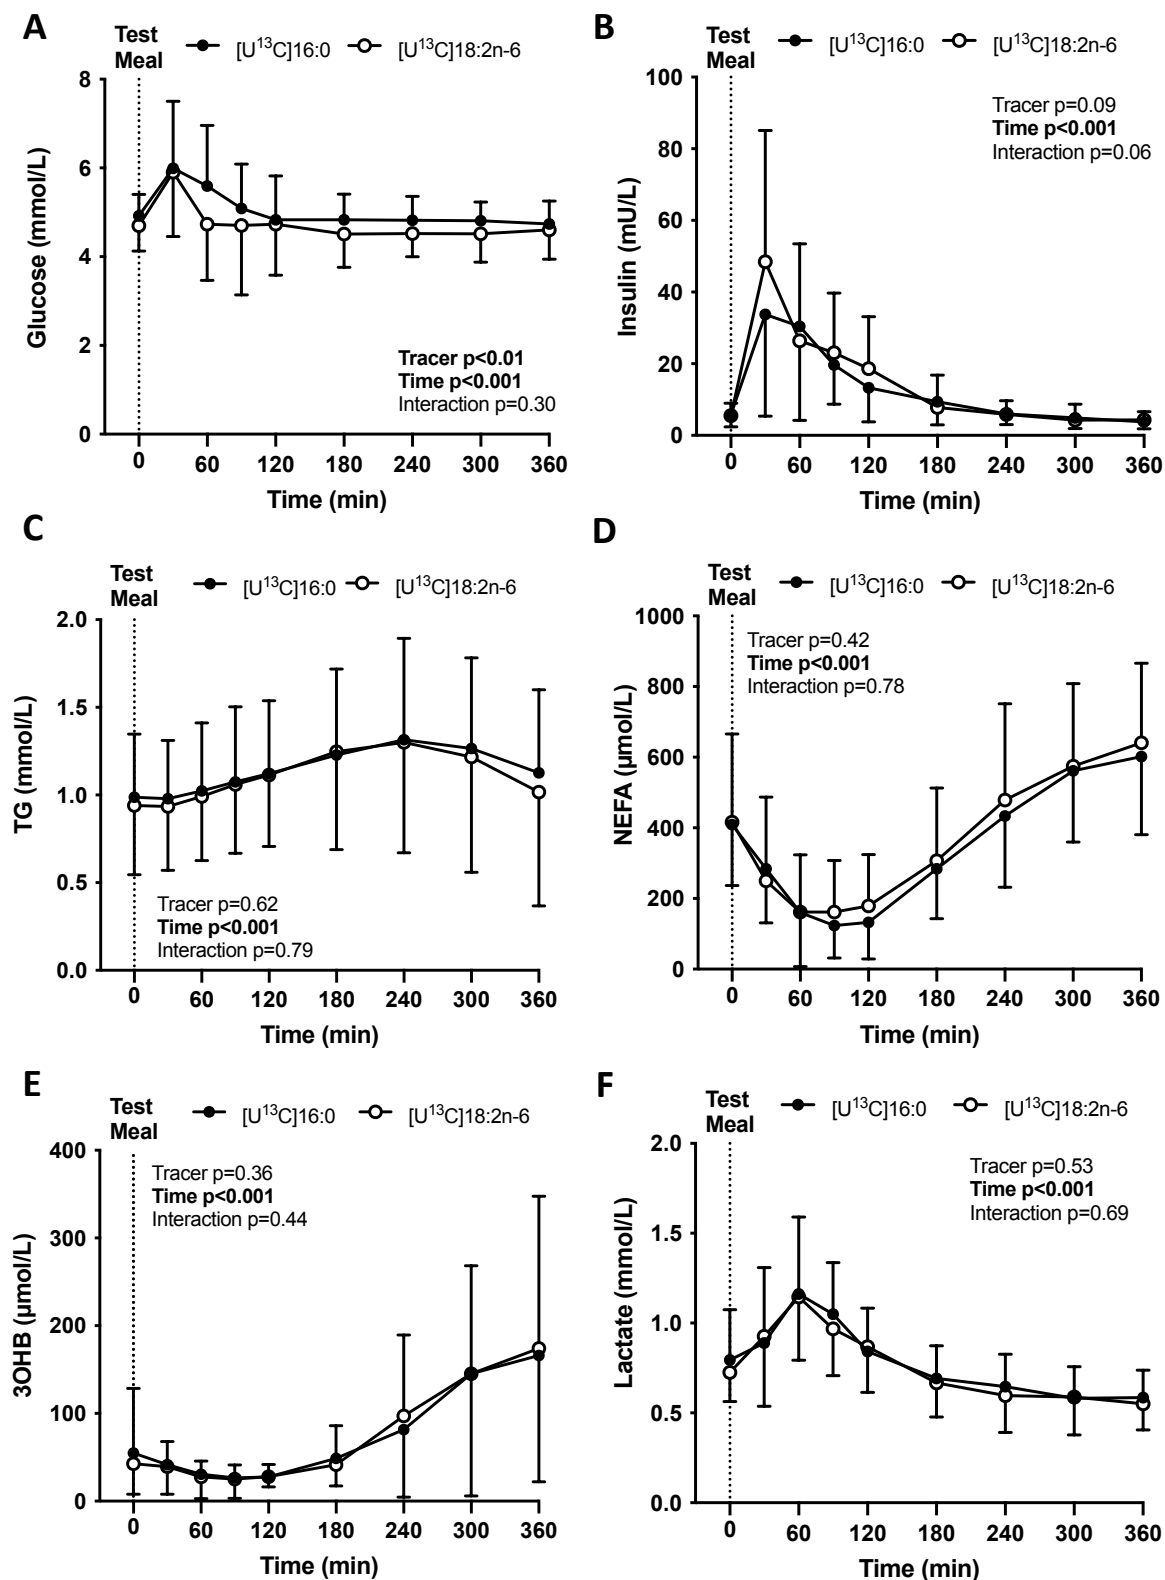 A
Test
Meal
[U¹³C]16:0
[U¹³C]18:2n-6
8
6
4
2
0
Glucose (mmol/L)
Tracer p<0.01
Time p<0.001
Interaction p=0.30
0 60 120 180 240 300 360
Time (min)
B
Test
Meal
[U¹³C]16:0
[U¹³C]18:2n-6
100
80
60
40
20
0
Insulin (mU/L)
Tracer p=0.09
Time p<0.001
Interaction p=0.06
0 60 120 180 240 300 360
Time (min)
C
Test
Meal
[U¹³C]16:0
[U¹³C]18:2n-6
2.0
1.5
1.0
0.5
0.0
TG (mmol/L)
Tracer p=0.62
Time p<0.001
Interaction p=0.79
0 60 120 180 240 300 360
Time (min)
D
Test
Meal
[U¹³C]16:0
[U¹³C]18:2n-6
1000
800
600
400
200
0
NEFA (µmol/L)
Tracer p=0.42
Time p<0.001
Interaction p=0.78
0 60 120 180 240 300 360
Time (min)
E
Test
Meal
[U¹³C]16:0
[U¹³C]18:2n-6
400
300
200
100
0
3OHB (µmol/L)
Tracer p=0.36
Time p<0.001
Interaction p=0.44
0 60 120 180 240 300 360
Time (min)
F
Test
Meal
[U¹³C]16:0
[U¹³C]18:2n-6
2.0
1.5
1.0
0.5
0.0
Lactate (mmol/L)
Tracer p=0.53
Time p<0.001
Interaction p=0.69
0 60 120 180 240 300 360
Time (min)